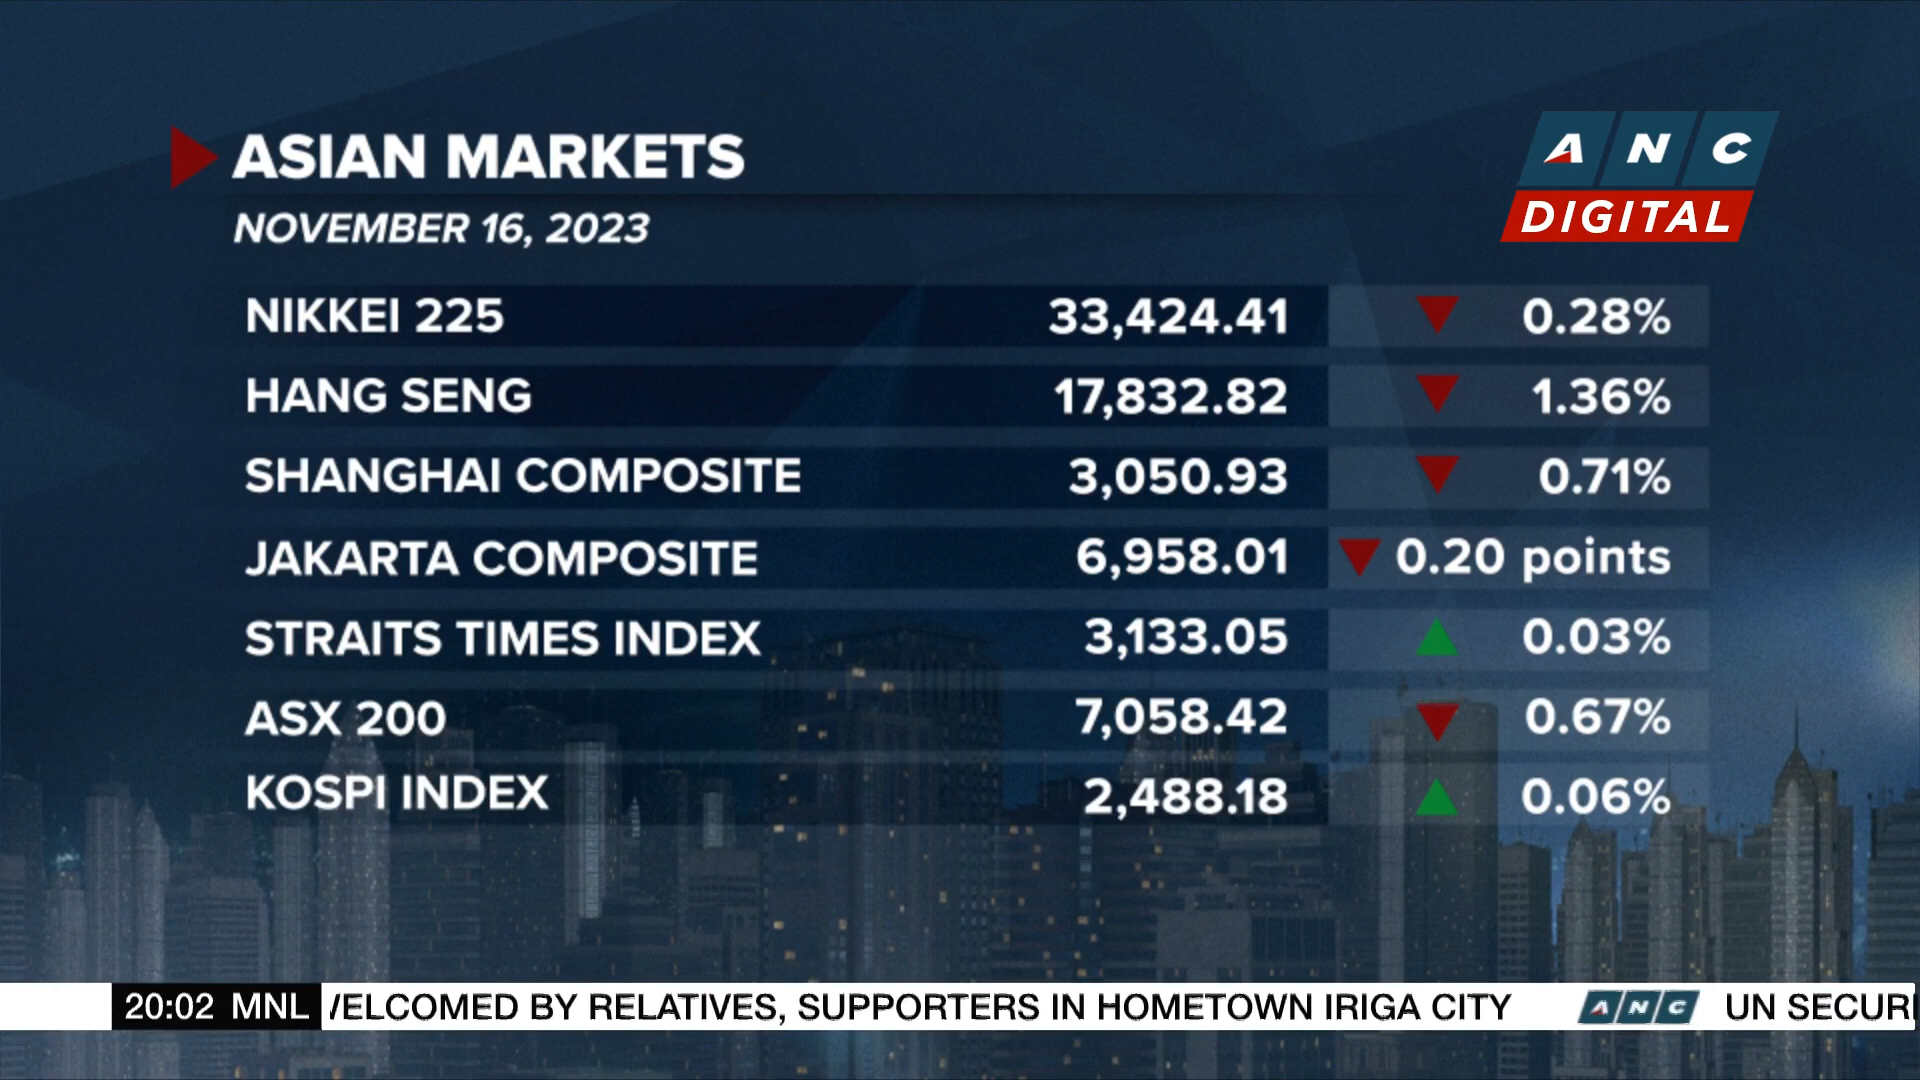 ASIAN MARKETS
NOVEMBER 16, 2023
ANC
DIGITAL
NIKKEI 225 33,424.41 ▼ 0.28%
HANG SENG 17,832.82 ▼ 1.36%
SHANGHAI COMPOSITE 3,050.93 ▼ 0.71%
JAKARTA COMPOSITE 6,958.01 ▼ 0.20 points
STRAITS TIMES INDEX 3,133.05 ▲ 0.03%
ASX 200 7,058.42 ▼ 0.67%
KOSPI INDEX 2,488.18 ▲ 0.06%
20:02 MNL ELCOMED BY RELATIVES, SUPPORTERS IN HOMETOWN IRIGA CITY ANC UN SECUR